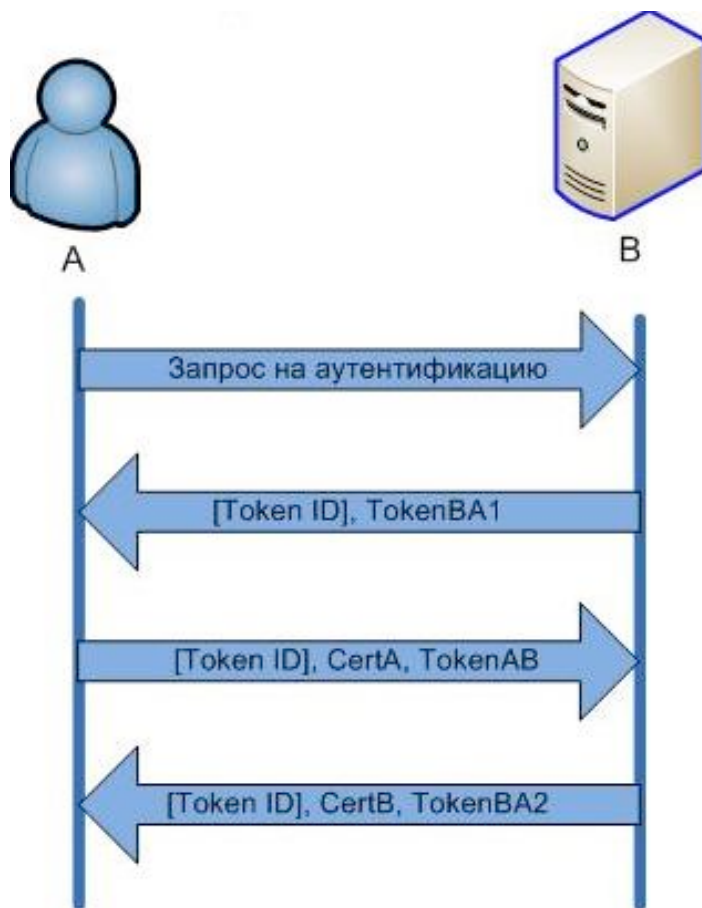 A
B
Запрос на аутентификацию
[Token ID], TokenBA1
[Token ID], CertA, TokenAB
[Token ID], CertB, TokenBA2